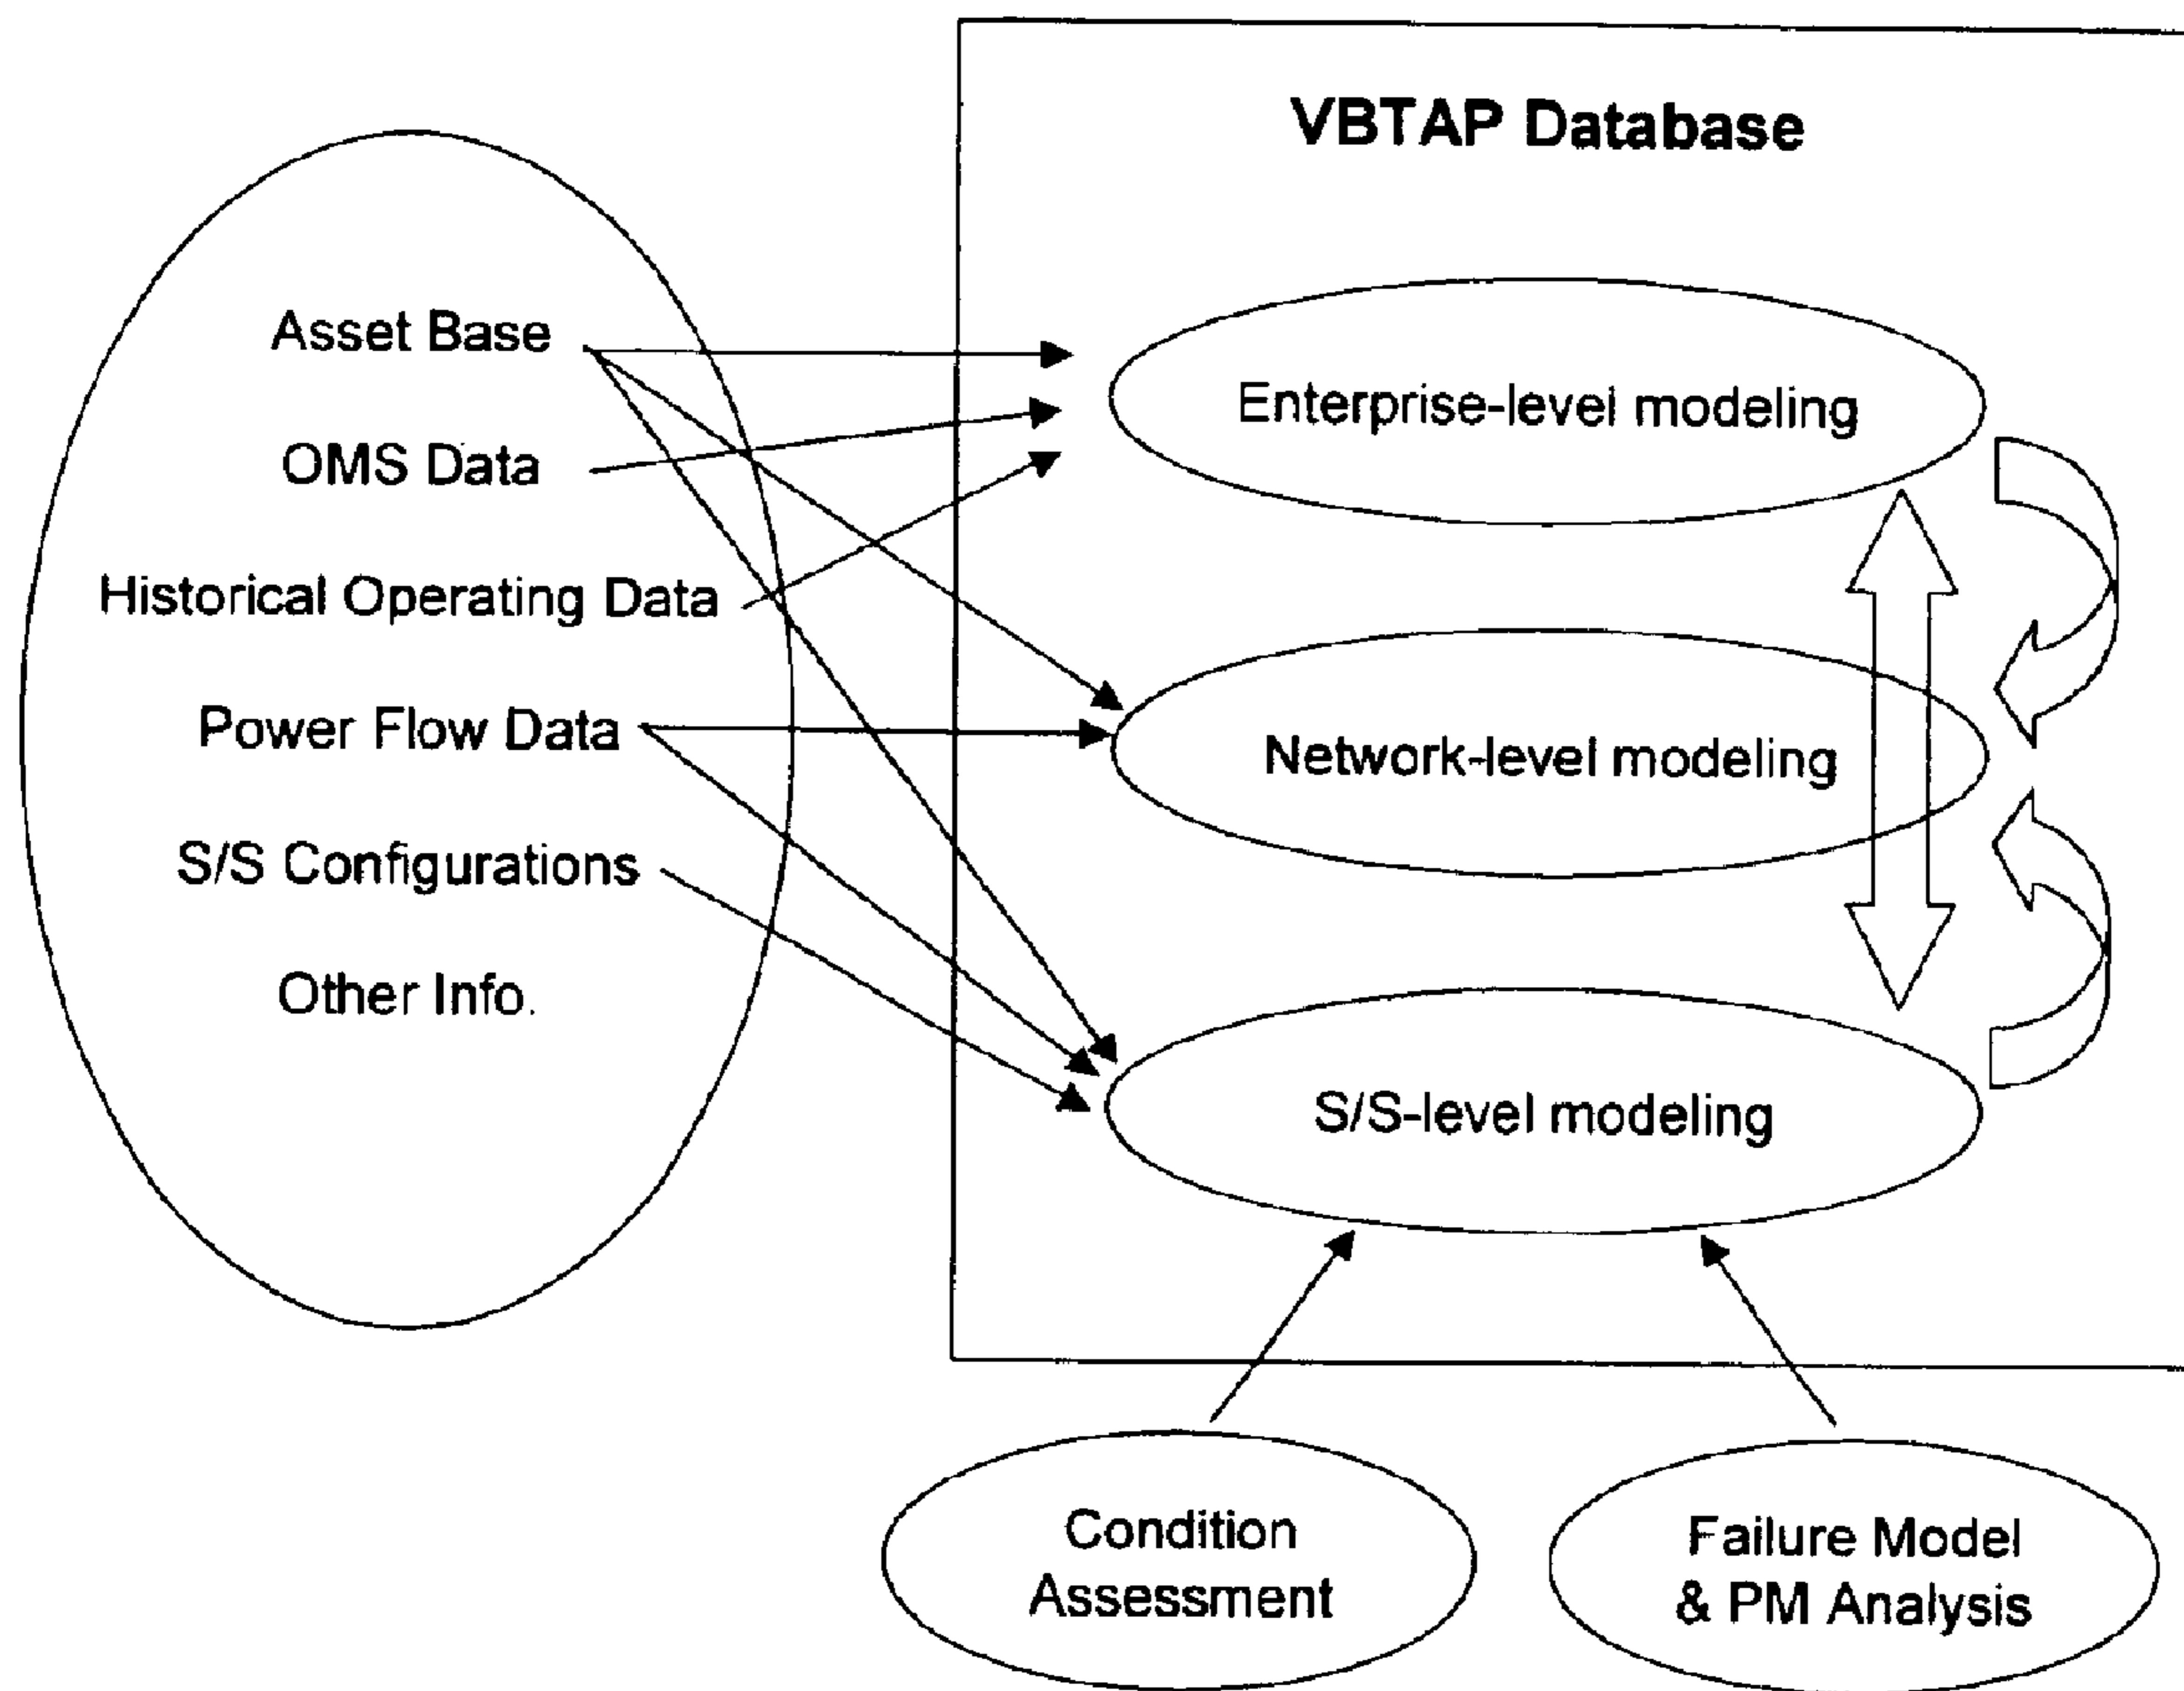 VBTAP Database
Asset Base
OMS Data
Historical Operating Data
Power Flow Data
S/S Configurations
Other Info.
Enterprise-level modeling
Network-level modeling
S/S-level modeling
Condition
Assessment
Failure Model
& PM Analysis